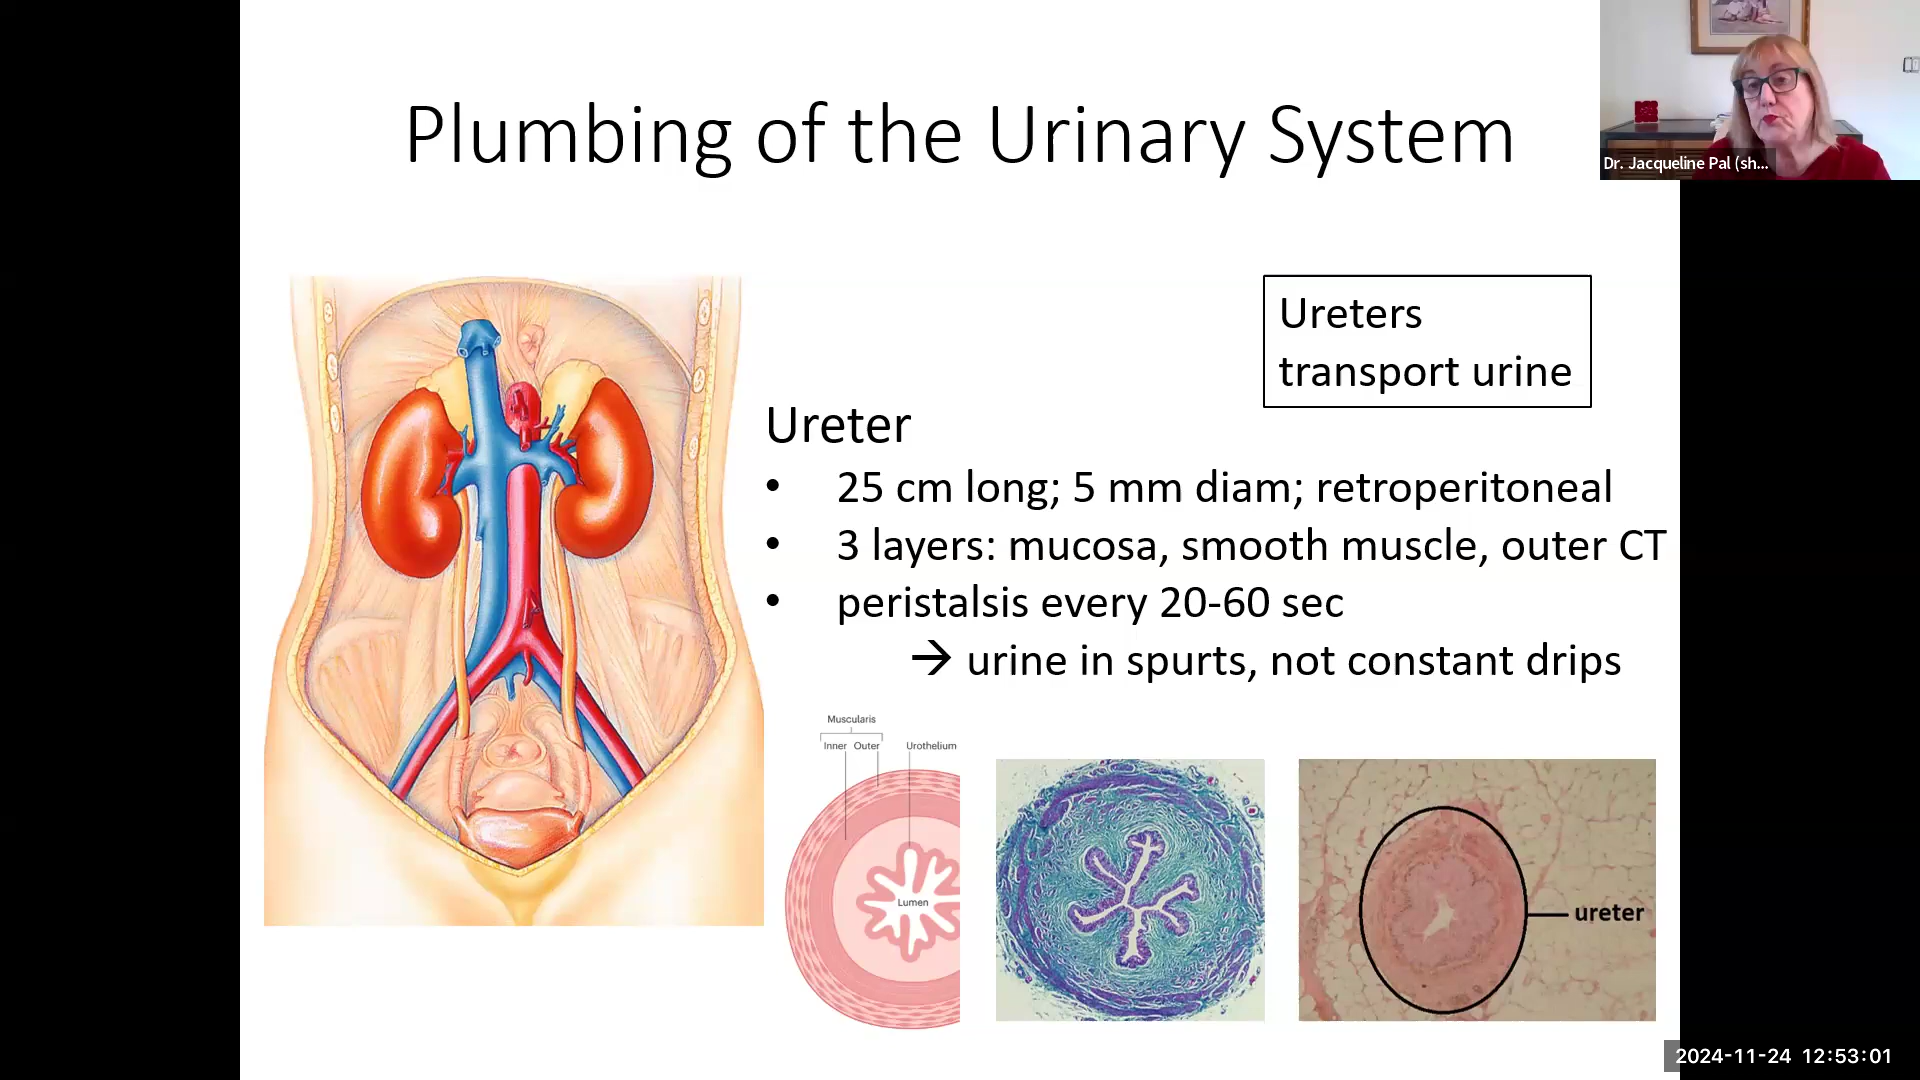 Plumbing of the Urinary System
Dr. Jacqueline Pal (sh...
Ureters
transport urine
Ureter
• 25 cm long; 5 mm diam; retroperitoneal
• 3 layers: mucosa, smooth muscle, outer CT
• peristalsis every 20-60 sec
→ urine in spurts, not constant drips
Muscularis
Inner Outer Urothelium
Lumen
ureter
2024-11-24 12:53:01